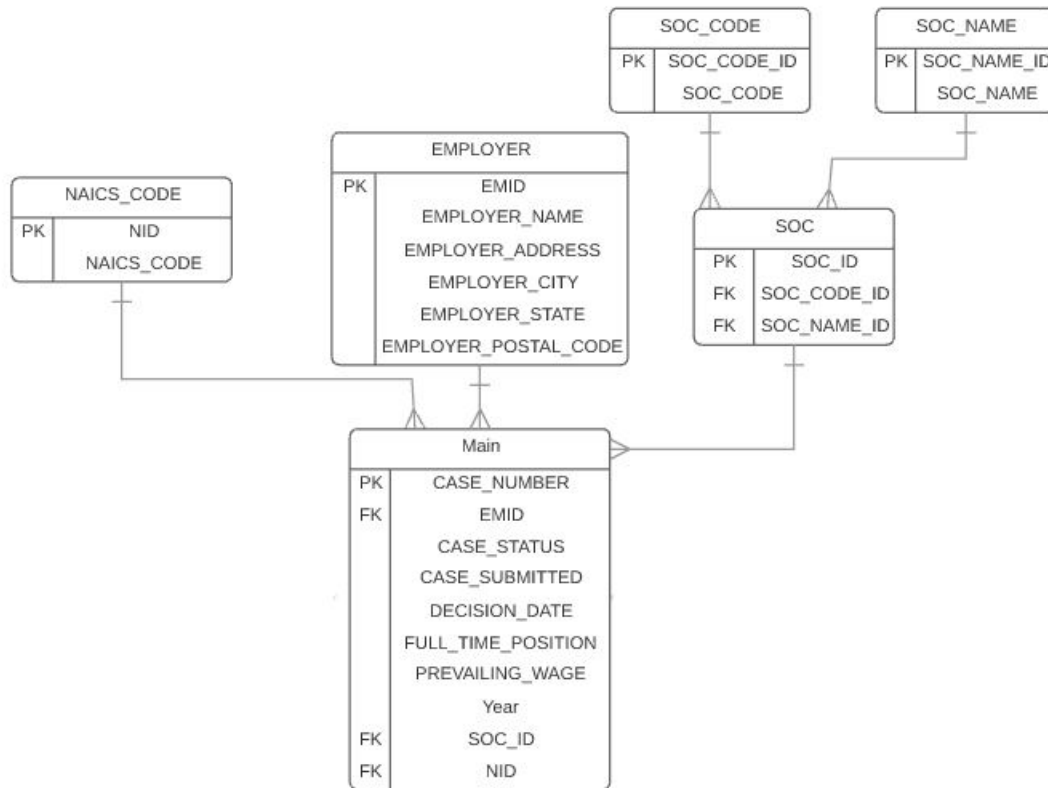 SOC_CODE
PK SOC_CODE_ID
SOC_CODE
SOC_NAME
PK SOC_NAME_ID
SOC_NAME
EMPLOYER
PK EMID
EMPLOYER_NAME
EMPLOYER_ADDRESS
EMPLOYER_CITY
EMPLOYER_STATE
EMPLOYER_POSTAL_CODE
NAICS_CODE
PK NID
NAICS_CODE
SOC
PK SOC_ID
FK SOC_CODE_ID
FK SOC_NAME_ID
Main
PK CASE_NUMBER
FK EMID
CASE_STATUS
CASE_SUBMITTED
DECISION_DATE
FULL_TIME_POSITION
PREVAILING_WAGE
Year
FK SOC_ID
FK NID